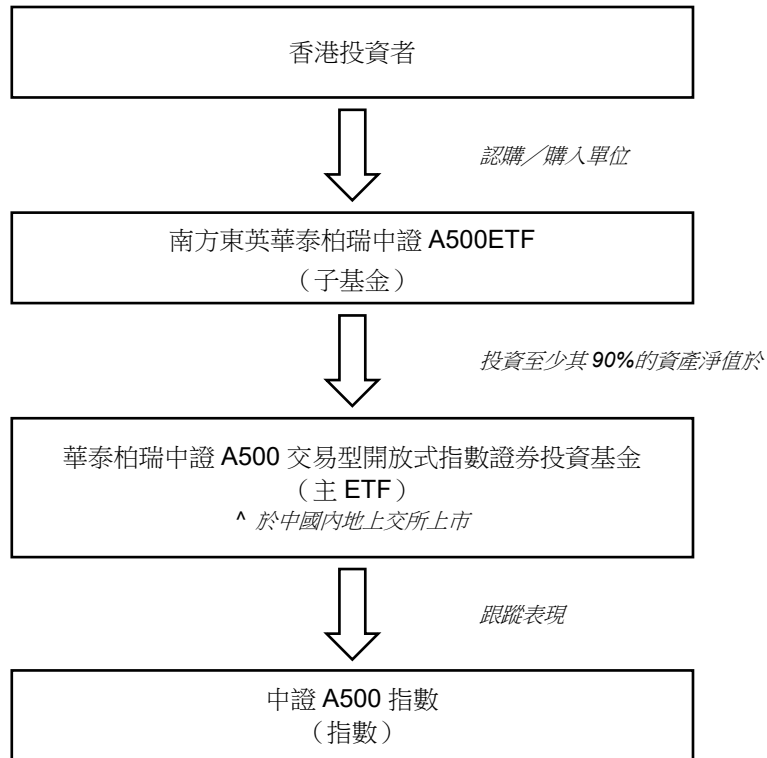 香港投資者
認購／購入單位
南方東英華泰柏瑞中證 A500ETF
（子基金）
投資至少其 90%的資產淨值於
華泰柏瑞中證 A500 交易型開放式指數證券投資基金
（主 ETF）
^ 於中國內地上交所上市
跟蹤表現
中證 A500 指數
（指數）